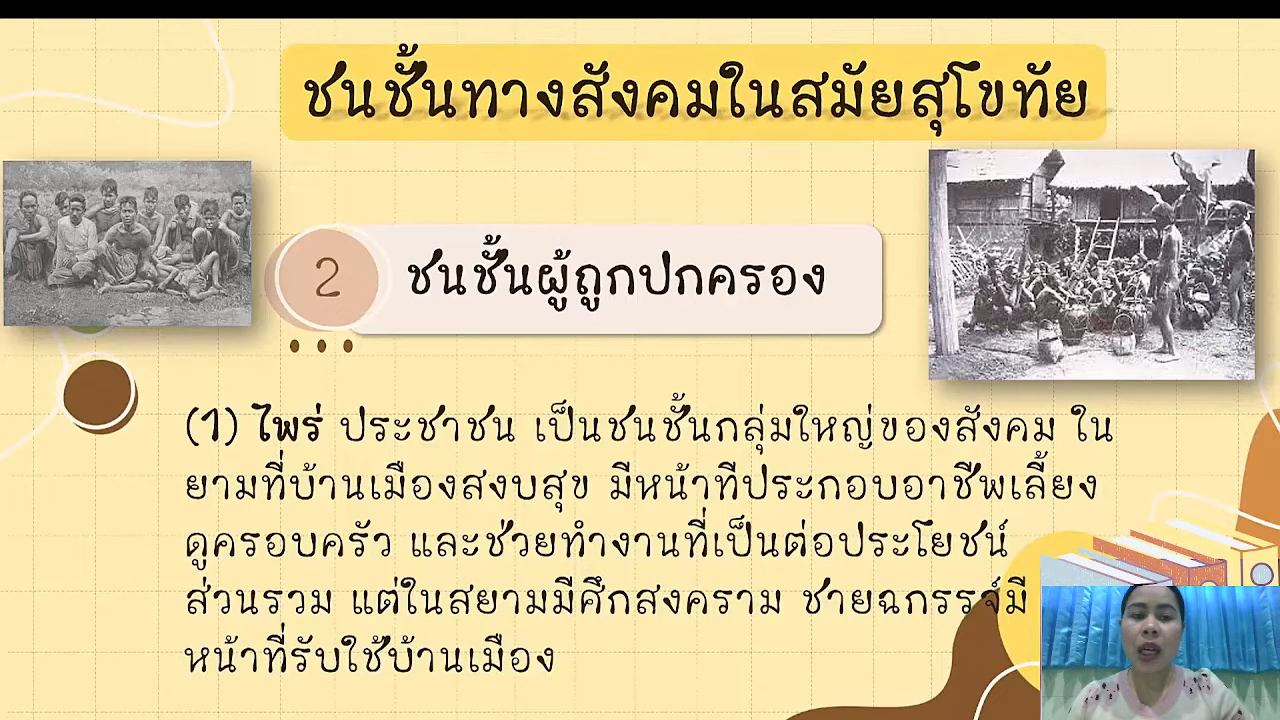 ชนชั้นทางสังคมในสมัยสุโขทัย
2
ชนชั้นผู้ถูกปกครอง
(1) ไพร่ ประชาชน เป็นชนชั้นกลุ่มใหญ่ของสังคม ใน
ยามที่บ้านเมืองสงบสุข มีหน้าทีประกอบอาชีพเลี้ยง
ดูครอบครัว และช่วยทำงานที่เป็นต่อประโยชน์
ส่วนรวม แต่ในสยามมีศึกสงคราม ชายฉกรรจ์มี
หน้าที่รับใช้บ้านเมือง